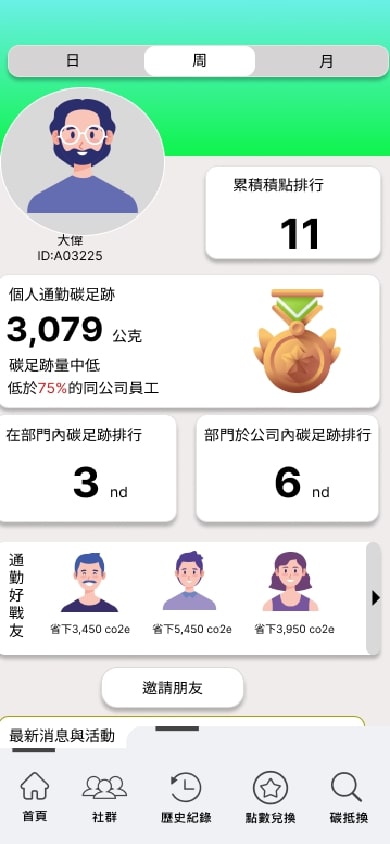 日 周 月
累積積點排行
11
大偉
ID:A03225
個人通勤碳足跡
3,079 公克
碳足跡量中低
低於75%的同公司員工
在部門內碳足跡排行
3 nd
部門於公司內碳足跡排行
6 nd
通勤好戰友
省下3,450 co2e
省下5,450 co2e
省下3,950 co2e
邀請朋友
最新消息與活動
首頁 社群 歷史紀錄 點數兌換 碳抵換